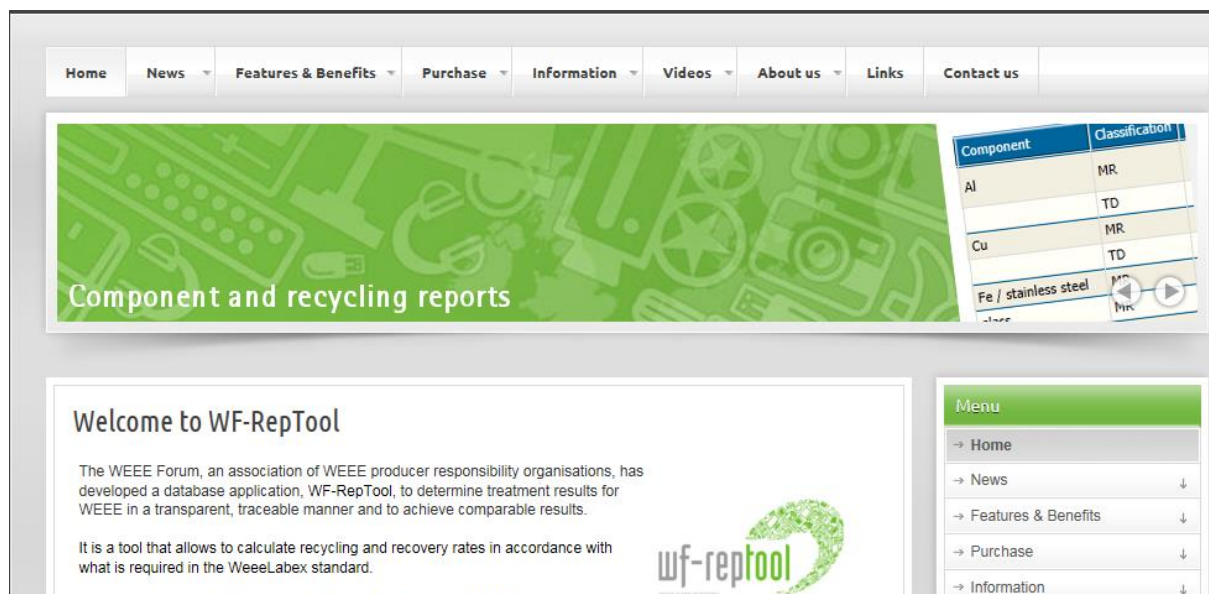 Home News Features & Benefits Purchase Information Videos About us Links Contact us
Component Classification
Al MR
TD
Cu MR
TD
Fe / stainless steel MR
glass MR
Component and recycling reports
Welcome to WF-RepTool
The WEEE Forum, an association of WEEE producer responsibility organisations, has
developed a database application, WF-RepTool, to determine treatment results for
WEEE in a transparent, traceable manner and to achieve comparable results.
It is a tool that allows to calculate recycling and recovery rates in accordance with
what is required in the WeeeLabex standard.
wf-reptool
Menu
Home
News
Features & Benefits
Purchase
Information